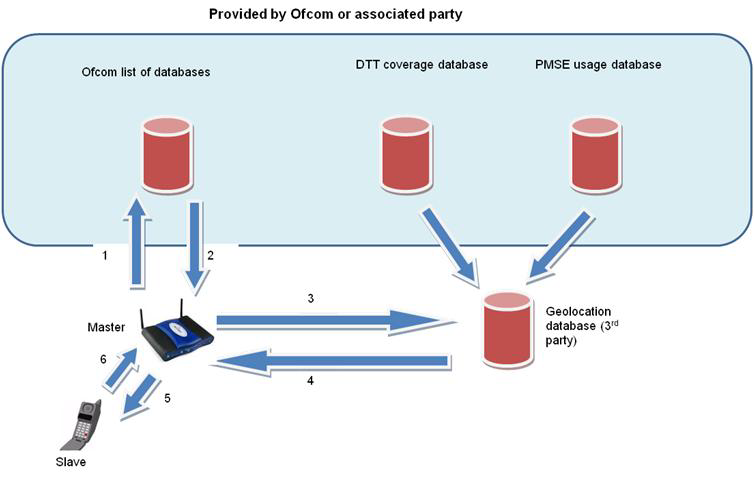 Provided by Ofcom or associated party
Ofcom list of databases
DTT coverage database
PMSE usage database
1
2
3
Geolocation
database (3rd
party)
Master
4
6
5
Slave